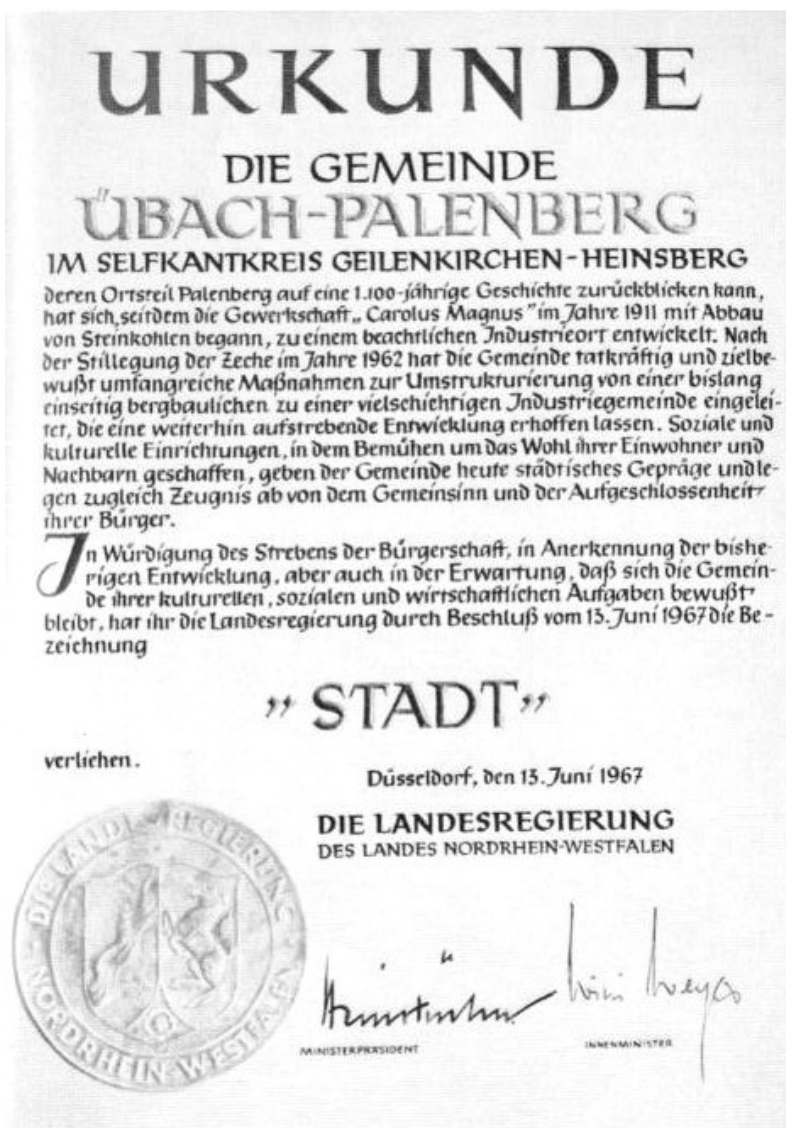 URKUNDE
DIE GEMEINDE
ÜBACH-PALENBERG
IM SELFKANTKREIS GEILENKIRCHEN-HEINSBERG
deren Ortsteil Palenberg auf eine 1.100-jährige Geschichte zurückblicken kann,
hat sich, seitdem die Gewerkschaft „Carolus Magnus" im Jahre 1911 mit Abbau
von Steinkohlen begann, zu einem beachtlichen Industrieort entwickelt. Nach
der Stillegung der Zeche im Jahre 1962 hat die Gemeinde tatkräftig und zielbe-
wußt umfangreiche Maßnahmen zur Umstrukturierung von einer bislang
einseitig bergbaulichen zu einer vielschichtigen Industriegemeinde eingelei-
tet, die eine weiterhin aufstrebende Entwicklung erhoffen lassen. Soziale und
kulturelle Einrichtungen, in dem Bemühen um das Wohl ihrer Einwohner und
Nachbarn geschaffen, geben der Gemeinde heute städtisches Gepräge und le-
gen zugleich Zeugnis ab von dem Gemeinsinn und der Aufgeschlossenheit
ihrer Bürger.
In Würdigung des Strebens der Bürgerschaft, in Anerkennung der bishe-
rigen Entwicklung, aber auch in der Erwartung, daß sich die Gemein-
de ihrer kulturellen, sozialen und wirtschaftlichen Aufgaben bewußt
bleibt, hat ihr die Landesregierung durch Beschluß vom 13. Juni 1967 die Be-
zeichnung
„STADT"
verliehen.
Düsseldorf, den 13. Juni 1967
DIE LANDESREGIERUNG
DES LANDES NORDRHEIN-WESTFALEN
DIE LANDESREGIERUNG
NORDRHEIN-WESTFALEN
MINISTERPRÄSIDENT
INNENMINISTER